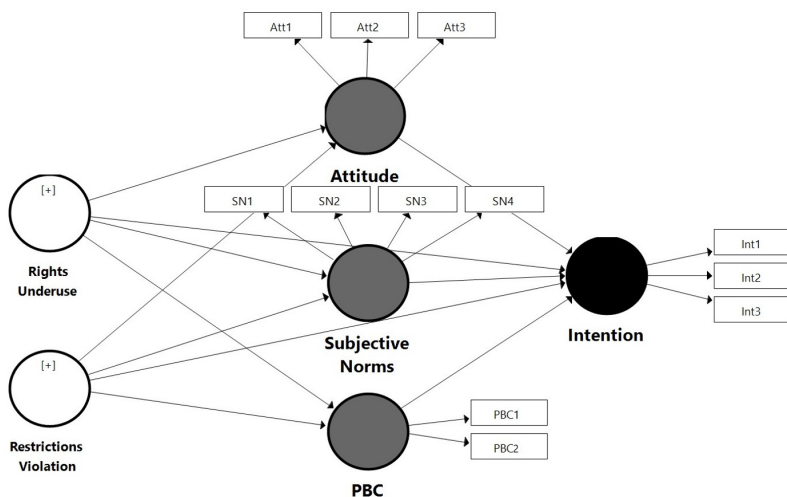 Att1
Att2
Att3
Attitude
[+]
Rights
Underuse
SN1
SN2
SN3
SN4
Subjective
Norms
Int1
Int2
Int3
Intention
[+]
Restrictions
Violation
PBC1
PBC2
PBC